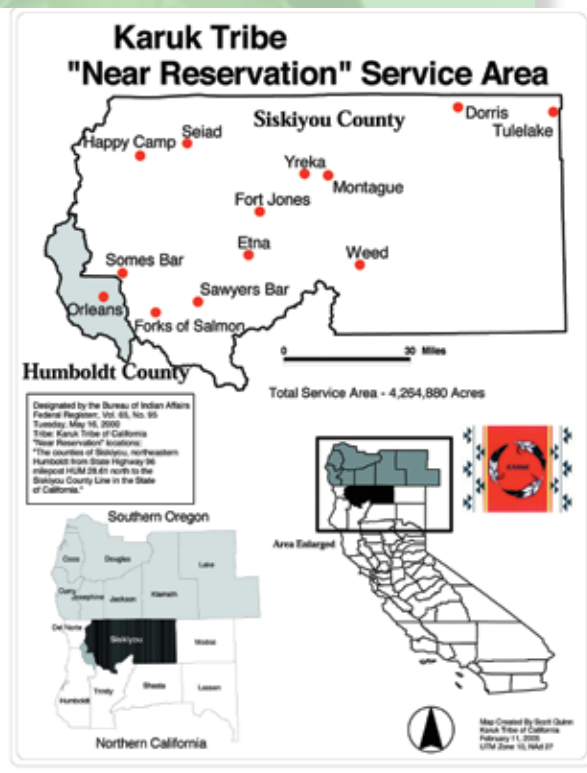 Karuk Tribe
"Near Reservation" Service Area
Siskiyou County
Dorris
Tulelake
Happy Camp
Seiad
Yreka
Montague
Fort Jones
Etna
Weed
Somes Bar
Sawyers Bar
Orleans
Forks of Salmon
Humboldt County
0 30 Miles
Total Service Area - 4,264,880 Acres
Designated by the Bureau of Indian Affairs
Federal Registerr, Vol. 65, No. 95
Tuesday, May 16, 2000
Tribe: Karuk Tribe of California
"Near Reservation" locations:
"The counties of Siskiyou, northeastern
Humboldt from State Highway 96
milepost HUM 28.61 north to the
Siskiyou County Line in the State
of California."
Area Enlarged
Southern Oregon
Coos
Douglas
Lake
Curry
Josephine
Jackson
Klamath
Del Norte
Siskiyou
Modoc
Humboldt
Trinity
Shasta
Lassen
Northern California
Map Created By Scott Quinn
Karuk Tribe of California
February 11, 2005
UTM Zone 10, NAd 27